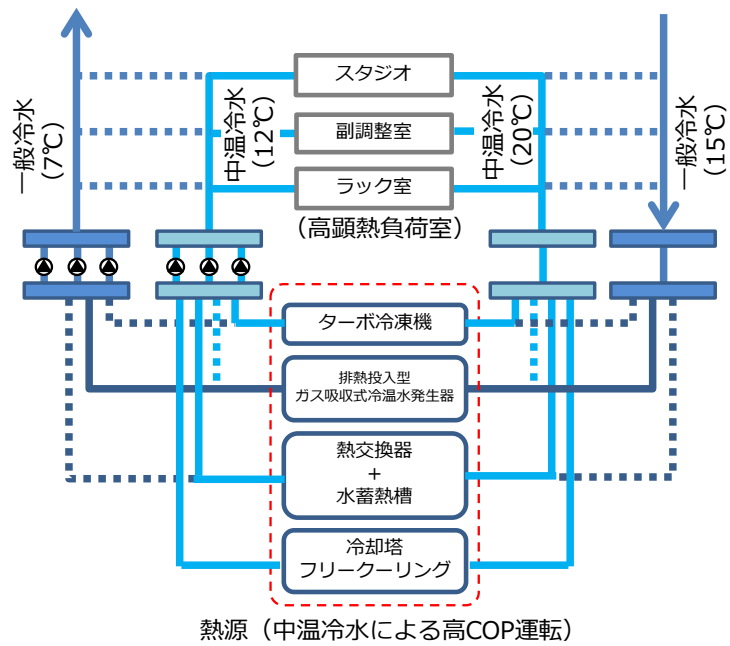 一般冷水
(7℃)
中温冷水
(12℃)
スタジオ
副調整室
ラック室
(高顕熱負荷室)
中温冷水
(20℃)
一般冷水
(15℃)
ターボ冷凍機
排熱投入型
ガス吸収式冷温水発生器
熱交換器
+
水蓄熱槽
冷却塔
フリークーリング
熱源（中温冷水による高COP運転）